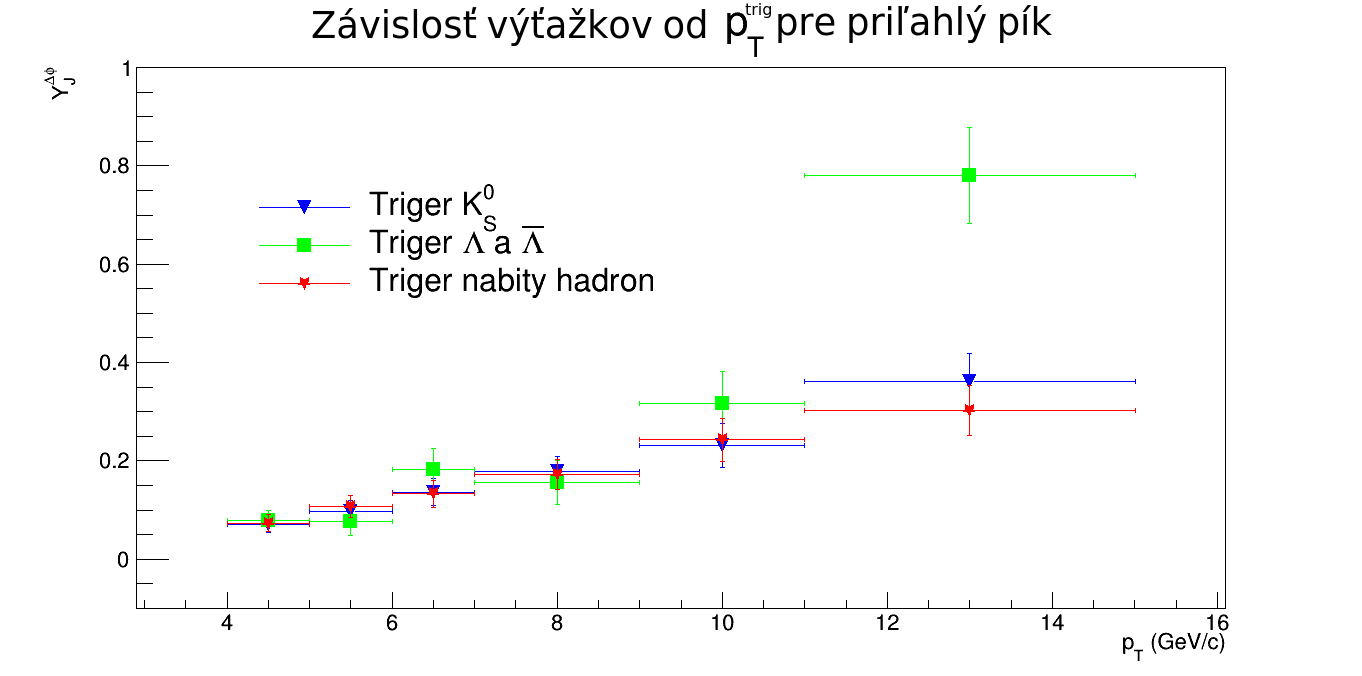 Závislosť výťažkov od p_T^trig pre priľahlý pík
Y_J^Δϕ
1
0.8
0.6
0.4
0.2
0
Triger K_S^0
Triger Λ a Λ̅
Triger nabity hadron
4 6 8 10 12 14 16
p_T (GeV/c)